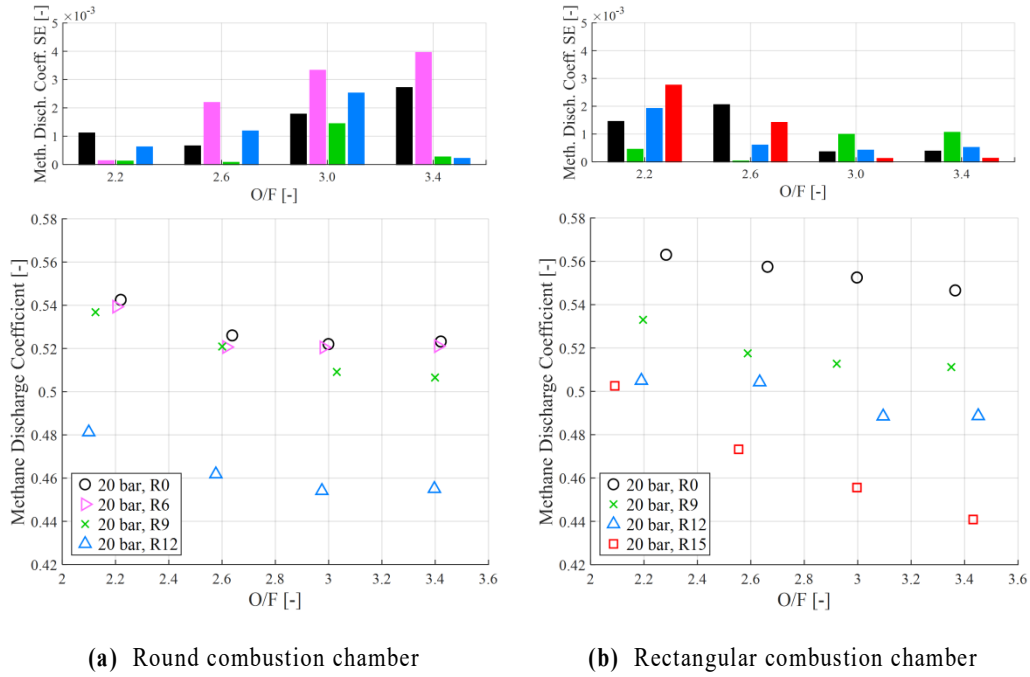 ×10⁻³
5
4
3
2
1
0
Meth. Disch. Coeff. SE [-]
2.2 2.6 3.0 3.4
O/F [-]
0.58
0.56
0.54
0.52
0.5
0.48
0.46
0.44
0.42
Methane Discharge Coefficient [-]
20 bar, R0
20 bar, R6
20 bar, R9
20 bar, R12
2 2.2 2.4 2.6 2.8 3 3.2 3.4 3.6
O/F [-]
(a) Round combustion chamber
×10⁻³
5
4
3
2
1
0
Meth. Disch. Coeff. SE [-]
2.2 2.6 3.0 3.4
O/F [-]
0.58
0.56
0.54
0.52
0.5
0.48
0.46
0.44
0.42
Methane Discharge Coefficient [-]
20 bar, R0
20 bar, R9
20 bar, R12
20 bar, R15
2 2.2 2.4 2.6 2.8 3 3.2 3.4 3.6
O/F [-]
(b) Rectangular combustion chamber